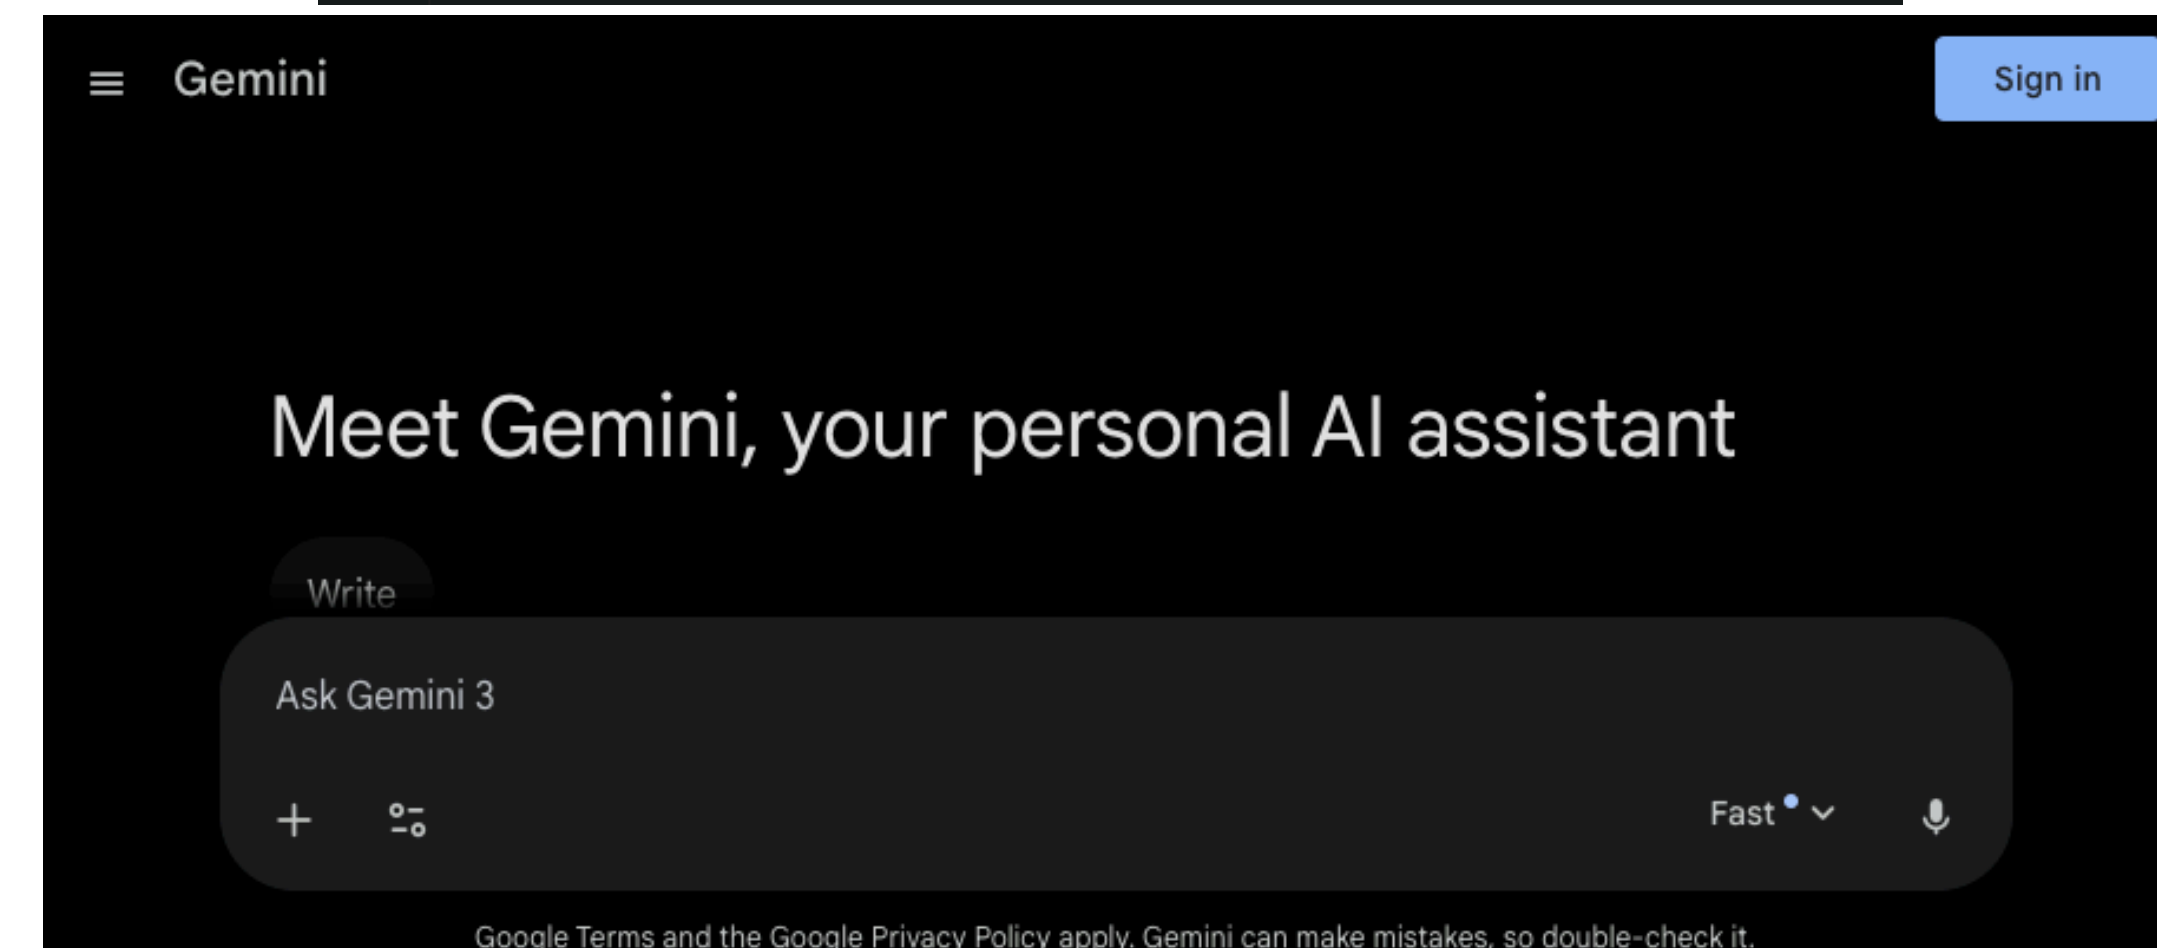 Gemini
Sign in
Meet Gemini, your personal AI assistant
Write
Ask Gemini 3
Fast
Google Terms and the Google Privacy Policy apply. Gemini can make mistakes, so double-check it.